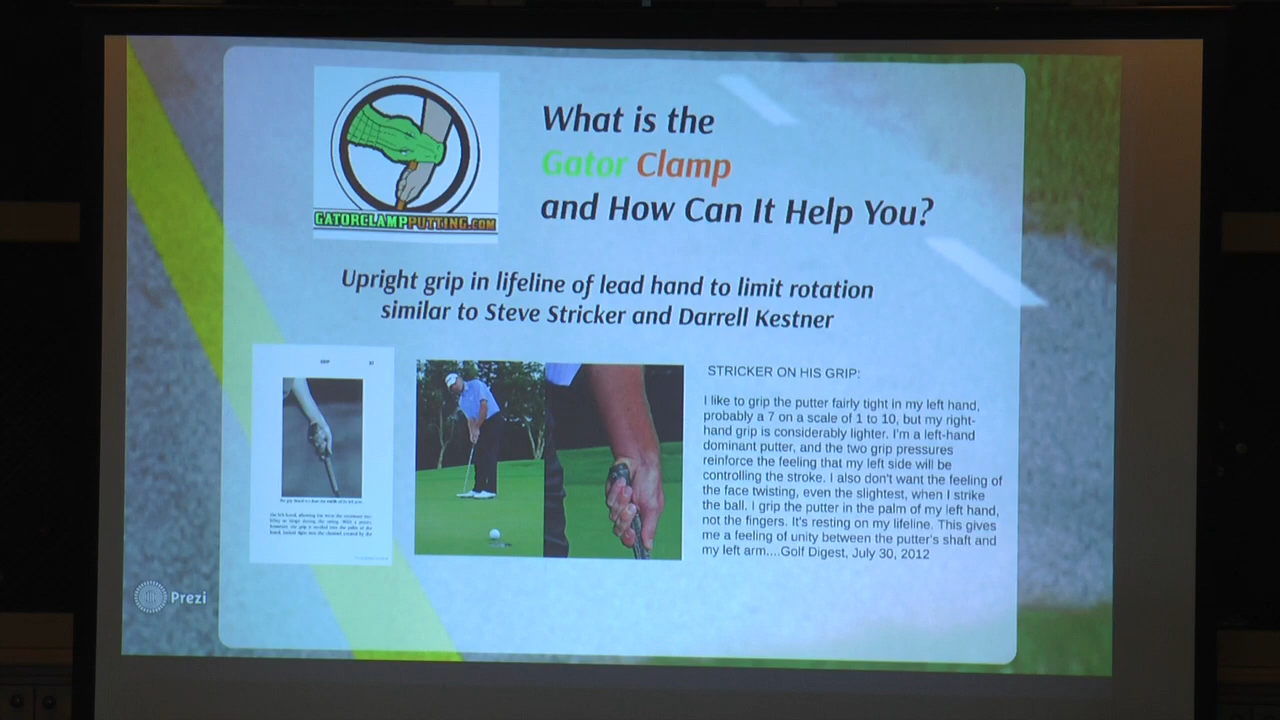 What is the
Gator Clamp
and How Can It Help You?
GATORCLAMPPUTTING.COM
Upright grip in lifeline of lead hand to limit rotation
similar to Steve Stricker and Darrell Kestner
GRIP
STRICKER ON HIS GRIP:
I like to grip the putter fairly tight in my left hand,
probably a 7 on a scale of 1 to 10, but my right-
hand grip is considerably lighter. I'm a left-hand
dominant putter, and the two grip pressures
reinforce the feeling that my left side will be
controlling the stroke. I also don't want the feeling of
the face twisting, even the slightest, when I strike
the ball. I grip the putter in the palm of my left hand,
not the fingers. It's resting on my lifeline. This gives
me a feeling of unity between the putter's shaft and
my left arm....Golf Digest, July 30, 2012
Prezi